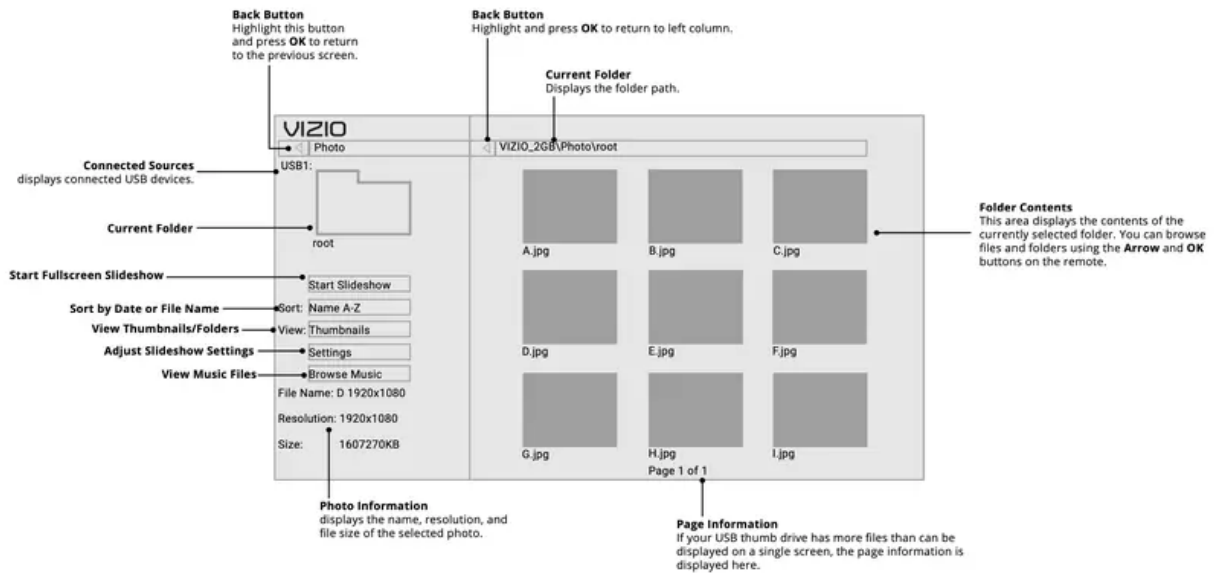 Back Button
Highlight this button
and press OK to return
to the previous screen.
Back Button
Highlight and press OK to return to left column.
Current Folder
Displays the folder path.
VIZIO
Photo
VIZIO_2GB\Photo\root
Connected Sources
displays connected USB devices.
USB1:
Current Folder
root
Start Fullscreen Slideshow
Start Slideshow
Sort by Date or File Name
Sort: Name A-Z
View Thumbnails/Folders
View: Thumbnails
Adjust Slideshow Settings
Settings
View Music Files
Browse Music
File Name: D 1920x1080
Resolution: 1920x1080
Size: 1607270KB
A.jpg
B.jpg
C.jpg
D.jpg
E.jpg
F.jpg
G.jpg
H.jpg
I.jpg
Page 1 of 1
Folder Contents
This area displays the contents of the
currently selected folder. You can browse
files and folders using the Arrow and OK
buttons on the remote.
Photo Information
displays the name, resolution, and
file size of the selected photo.
Page Information
If your USB thumb drive has more files than can be
displayed on a single screen, the page information is
displayed here.